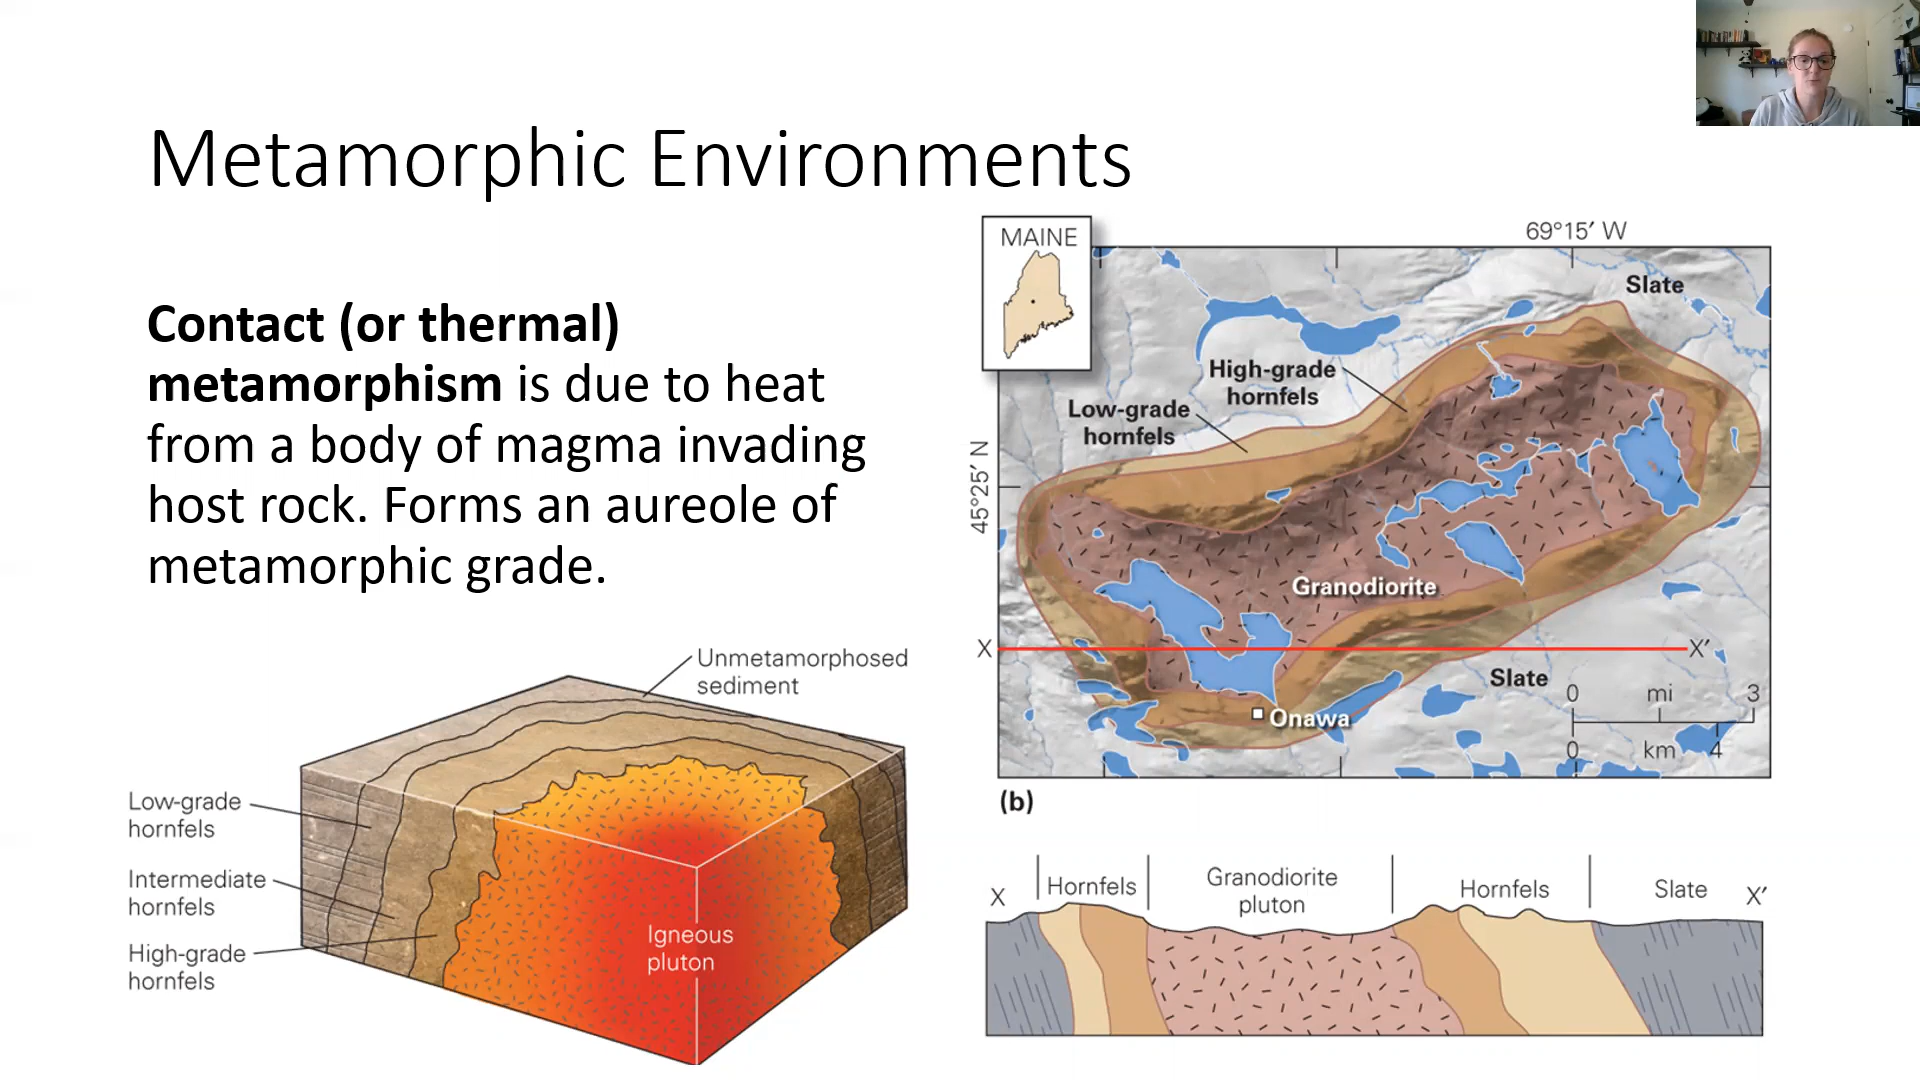 Metamorphic Environments
Contact (or thermal)
metamorphism is due to heat
from a body of magma invading
host rock. Forms an aureole of
metamorphic grade.
Unmetamorphosed
sediment
Low-grade
hornfels
Intermediate
hornfels
High-grade
hornfels
Igneous
pluton
MAINE
69°15′ W
Slate
High-grade
hornfels
Low-grade
hornfels
45°25′ N
Granodiorite
X
X′
Slate
Onawa
0 mi 3
0 km 4
(b)
X
Hornfels
Granodiorite
pluton
Hornfels
Slate
X′